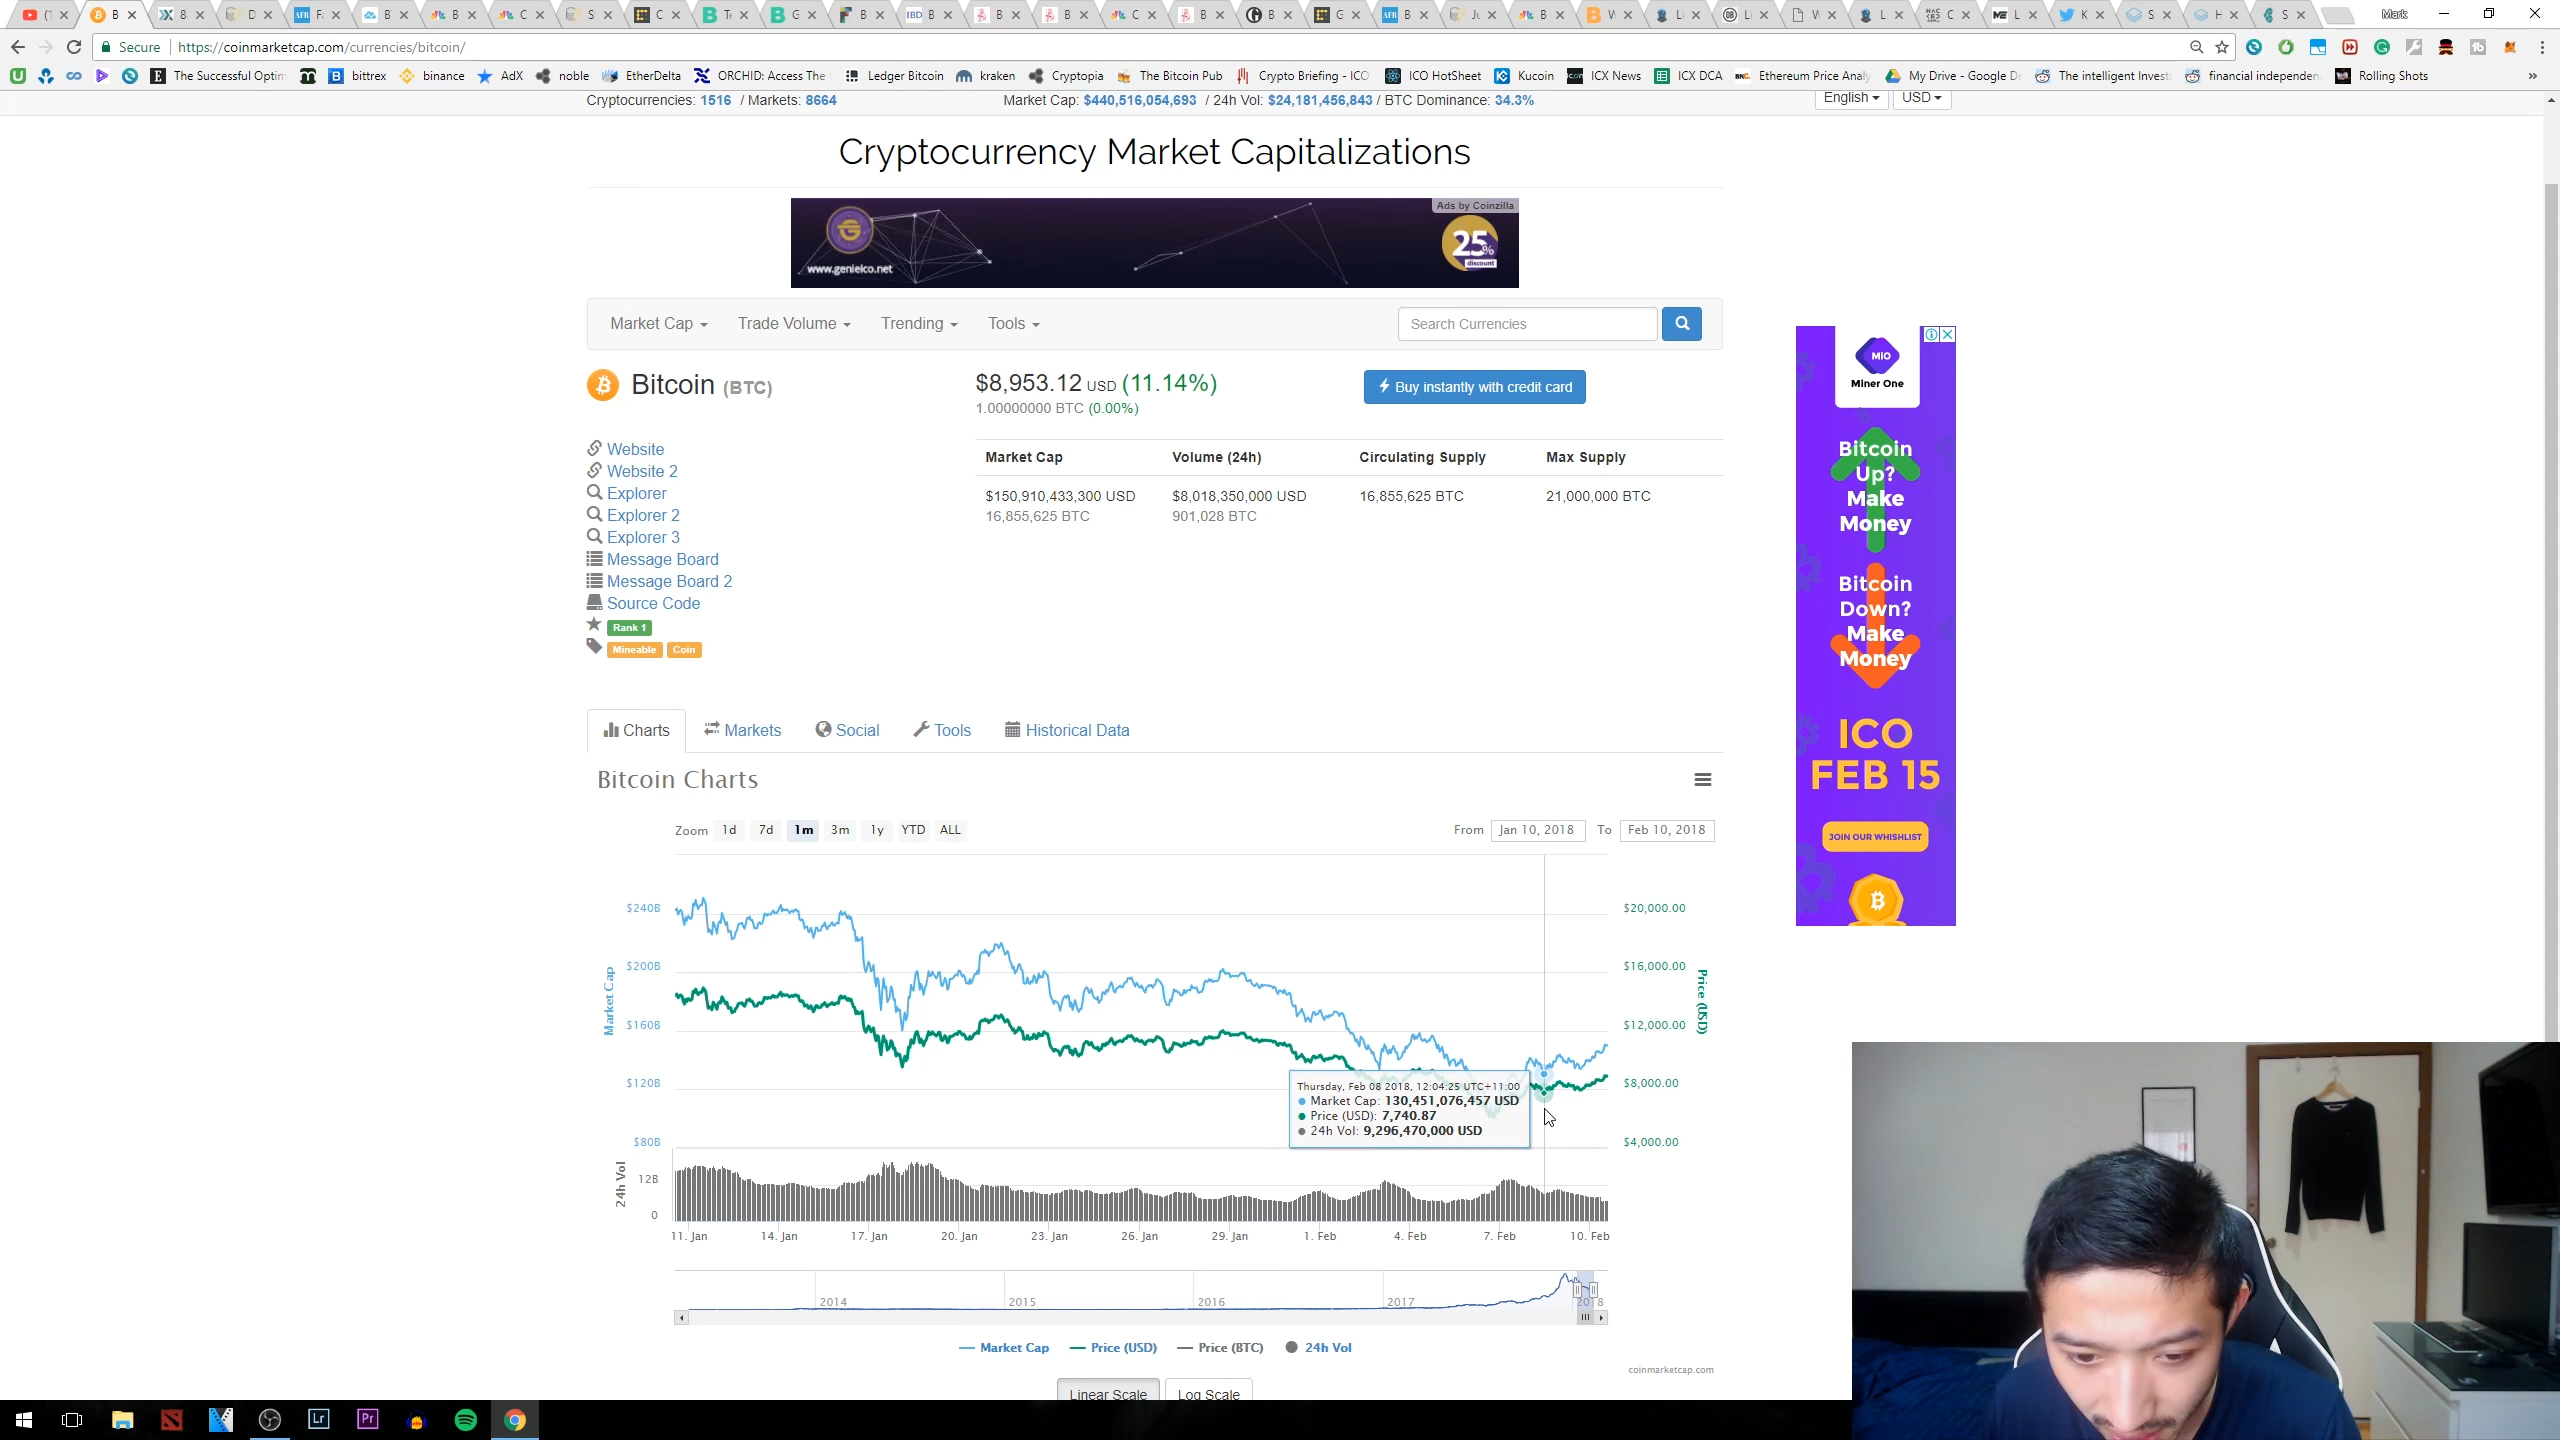 Mark
Secure | https://coinmarketcap.com/currencies/bitcoin/
The Successful Optim
bittrex
binance
AdX
noble
EtherDelta
ORCHID: Access The
Ledger Bitcoin
kraken
Cryptopia
The Bitcoin Pub
Crypto Briefing - ICO
ICO HotSheet
Kucoin
ICX News
ICX DCA
Ethereum Price Analy
My Drive - Google Dr
The intelligent Invest
financial independen
Rolling Shots
Cryptocurrencies: 1516 / Markets: 8664
Market Cap: $440,516,054,693 / 24h Vol: $24,181,456,843 / BTC Dominance: 34.3%
English
USD
Cryptocurrency Market Capitalizations
Ads by Coinzilla
www.genieico.net
25%
discount
Market Cap
Trade Volume
Trending
Tools
Search Currencies
Bitcoin (BTC)
$8,953.12 USD (11.14%)
1.00000000 BTC (0.00%)
Buy instantly with credit card
Website
Website 2
Explorer
Explorer 2
Explorer 3
Message Board
Message Board 2
Source Code
Rank 1
Mineable Coin
Market Cap Volume (24h) Circulating Supply Max Supply
$150,910,433,300 USD $8,018,350,000 USD 16,855,625 BTC 21,000,000 BTC
16,855,625 BTC 901,028 BTC
MIO
Miner One
Bitcoin
Up?
Make
Money
Bitcoin
Down?
Make
Money
ICO
FEB 15
JOIN OUR WHISHLIST
Charts
Markets
Social
Tools
Historical Data
Bitcoin Charts
Zoom 1d 7d 1m 3m 1y YTD ALL
From Jan 10, 2018 To Feb 10, 2018
$240B
$200B
$160B
$120B
$80B
Market Cap
$20,000.00
$16,000.00
$12,000.00
$8,000.00
$4,000.00
Price (USD)
Thursday, Feb 08 2018, 12:04:25 UTC+11:00
Market Cap: 130,451,076,457 USD
Price (USD): 7,740.87
24h Vol: 9,296,470,000 USD
24h Vol
12B
0
11. Jan 14. Jan 17. Jan 20. Jan 23. Jan 26. Jan 29. Jan 1. Feb 4. Feb 7. Feb 10. Feb
2014 2015 2016 2017 2018
Market Cap Price (USD) Price (BTC) 24h Vol
coinmarketcap.com
Linear Scale Log Scale
Lr
Pr